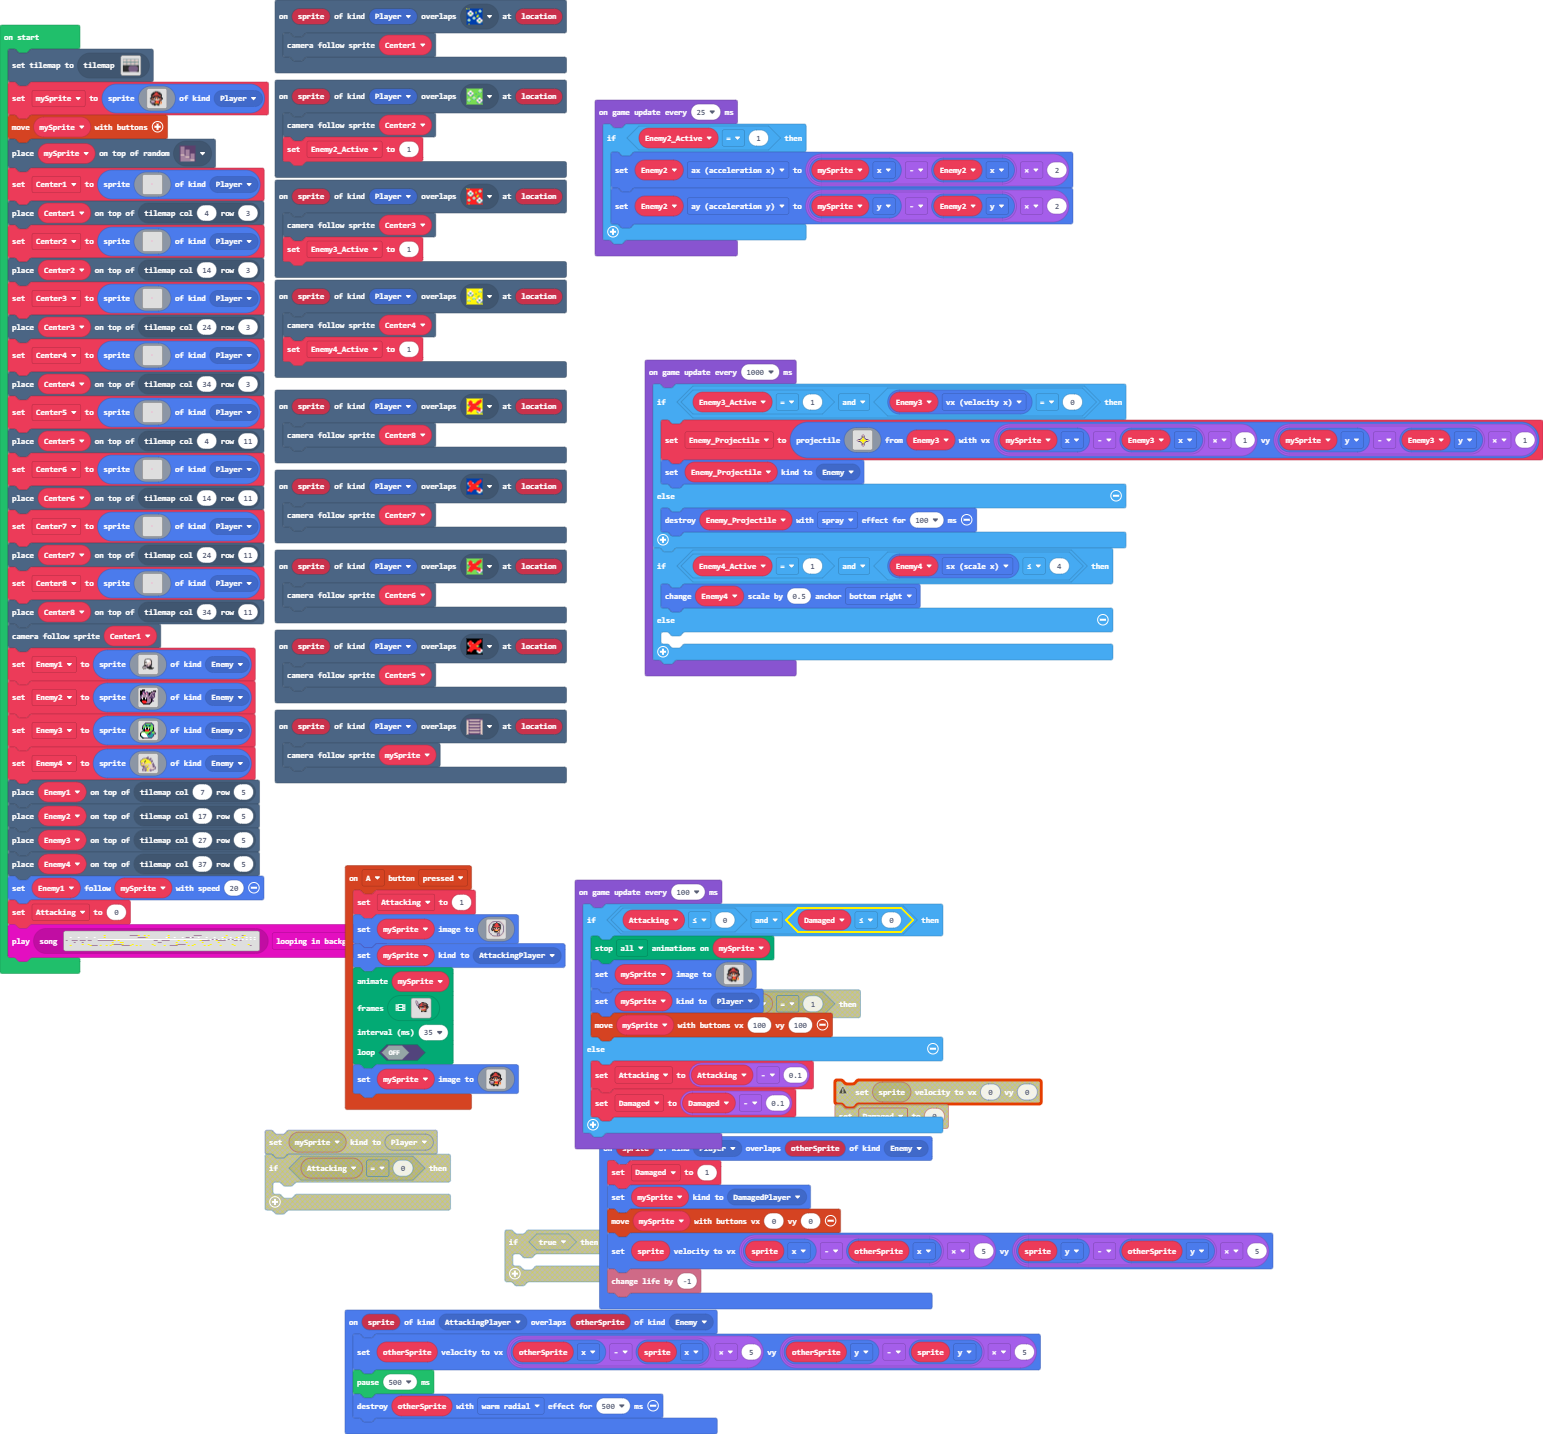 on start
set tilemap to tilemap
set mySprite to sprite of kind Player
move mySprite with buttons
place mySprite on top of random
set Center1 to sprite of kind Player
place Center1 on top of tilemap col 4 row 3
set Center2 to sprite of kind Player
place Center2 on top of tilemap col 14 row 3
set Center3 to sprite of kind Player
place Center3 on top of tilemap col 24 row 3
set Center4 to sprite of kind Player
place Center4 on top of tilemap col 34 row 3
set Center5 to sprite of kind Player
place Center5 on top of tilemap col 4 row 11
set Center6 to sprite of kind Player
place Center6 on top of tilemap col 14 row 11
set Center7 to sprite of kind Player
place Center7 on top of tilemap col 24 row 11
set Center8 to sprite of kind Player
place Center8 on top of tilemap col 34 row 11
camera follow sprite Center1
set Enemy1 to sprite of kind Enemy
set Enemy2 to sprite of kind Enemy
set Enemy3 to sprite of kind Enemy
set Enemy4 to sprite of kind Enemy
place Enemy1 on top of tilemap col 7 row 5
place Enemy2 on top of tilemap col 17 row 5
place Enemy3 on top of tilemap col 27 row 5
place Enemy4 on top of tilemap col 37 row 5
set Enemy1 follow mySprite with speed 20
set Attacking to 0
play song looping in backg
on sprite of kind Player overlaps at location
camera follow sprite Center1
on sprite of kind Player overlaps at location
camera follow sprite Center2
set Enemy2_Active to 1
on sprite of kind Player overlaps at location
camera follow sprite Center3
set Enemy3_Active to 1
on sprite of kind Player overlaps at location
camera follow sprite Center4
set Enemy4_Active to 1
on sprite of kind Player overlaps at location
camera follow sprite Center8
on sprite of kind Player overlaps at location
camera follow sprite Center7
on sprite of kind Player overlaps at location
camera follow sprite Center6
on sprite of kind Player overlaps at location
camera follow sprite Center5
on sprite of kind Player overlaps at location
camera follow sprite mySprite
on game update every 25 ms
if Enemy2_Active = 1 then
set Enemy2 ax (acceleration x) to mySprite x - Enemy2 x × 2
set Enemy2 ay (acceleration y) to mySprite y - Enemy2 y × 2
on game update every 1000 ms
if Enemy3_Active = 1 and Enemy3 vx (velocity x) = 0 then
set Enemy_Projectile to projectile from Enemy3 with vx mySprite x - Enemy3 x × 1 vy mySprite y - Enemy3 y × 1
set Enemy_Projectile kind to Enemy
else
destroy Enemy_Projectile with spray effect for 100 ms
if Enemy4_Active = 1 and Enemy4 sx (scale x) ≤ 4 then
change Enemy4 scale by 0.5 anchor bottom right
else
on A button pressed
set Attacking to 1
set mySprite image to
set mySprite kind to AttackingPlayer
animate mySprite
frames
interval (ms) 35
loop OFF
set mySprite image to
on game update every 100 ms
if Attacking ≤ 0 and Damaged ≤ 0 then
stop all animations on mySprite
set mySprite image to
set mySprite kind to Player
= 1 then
move mySprite with buttons vx 100 vy 100
else
set Attacking to Attacking - 0.1
set Damaged to Damaged - 0.1
set sprite velocity to vx 0 vy 0
set mySprite kind to Player
if Attacking = 0 then
if true then
on sprite of kind Player overlaps otherSprite of kind Enemy
set Damaged to 1
set mySprite kind to DamagedPlayer
move mySprite with buttons vx 0 vy 0
set sprite velocity to vx sprite x - otherSprite x × 5 vy sprite y - otherSprite y × 5
change life by -1
on sprite of kind AttackingPlayer overlaps otherSprite of kind Enemy
set otherSprite velocity to vx otherSprite x - sprite x × 5 vy otherSprite y - sprite y × 5
pause 500 ms
destroy otherSprite with warm radial effect for 500 ms